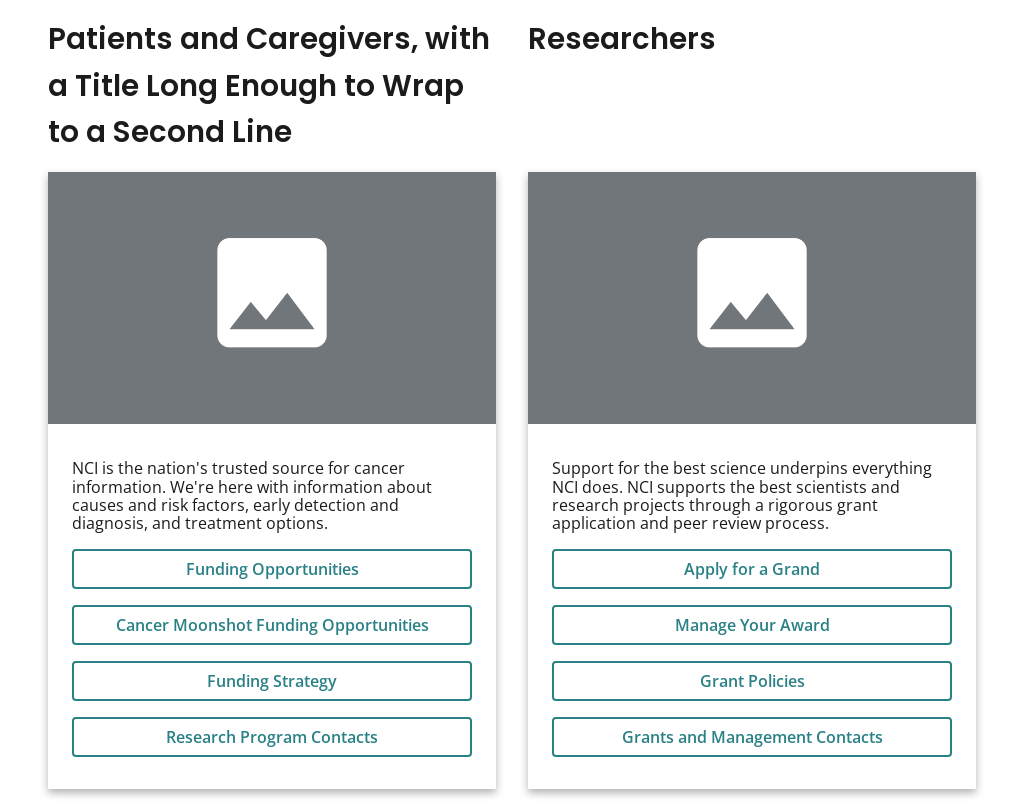 Patients and Caregivers, with
a Title Long Enough to Wrap
to a Second Line
NCI is the nation's trusted source for cancer
information. We're here with information about
causes and risk factors, early detection and
diagnosis, and treatment options.
Funding Opportunities
Cancer Moonshot Funding Opportunities
Funding Strategy
Research Program Contacts
Researchers
Support for the best science underpins everything
NCI does. NCI supports the best scientists and
research projects through a rigorous grant
application and peer review process.
Apply for a Grand
Manage Your Award
Grant Policies
Grants and Management Contacts